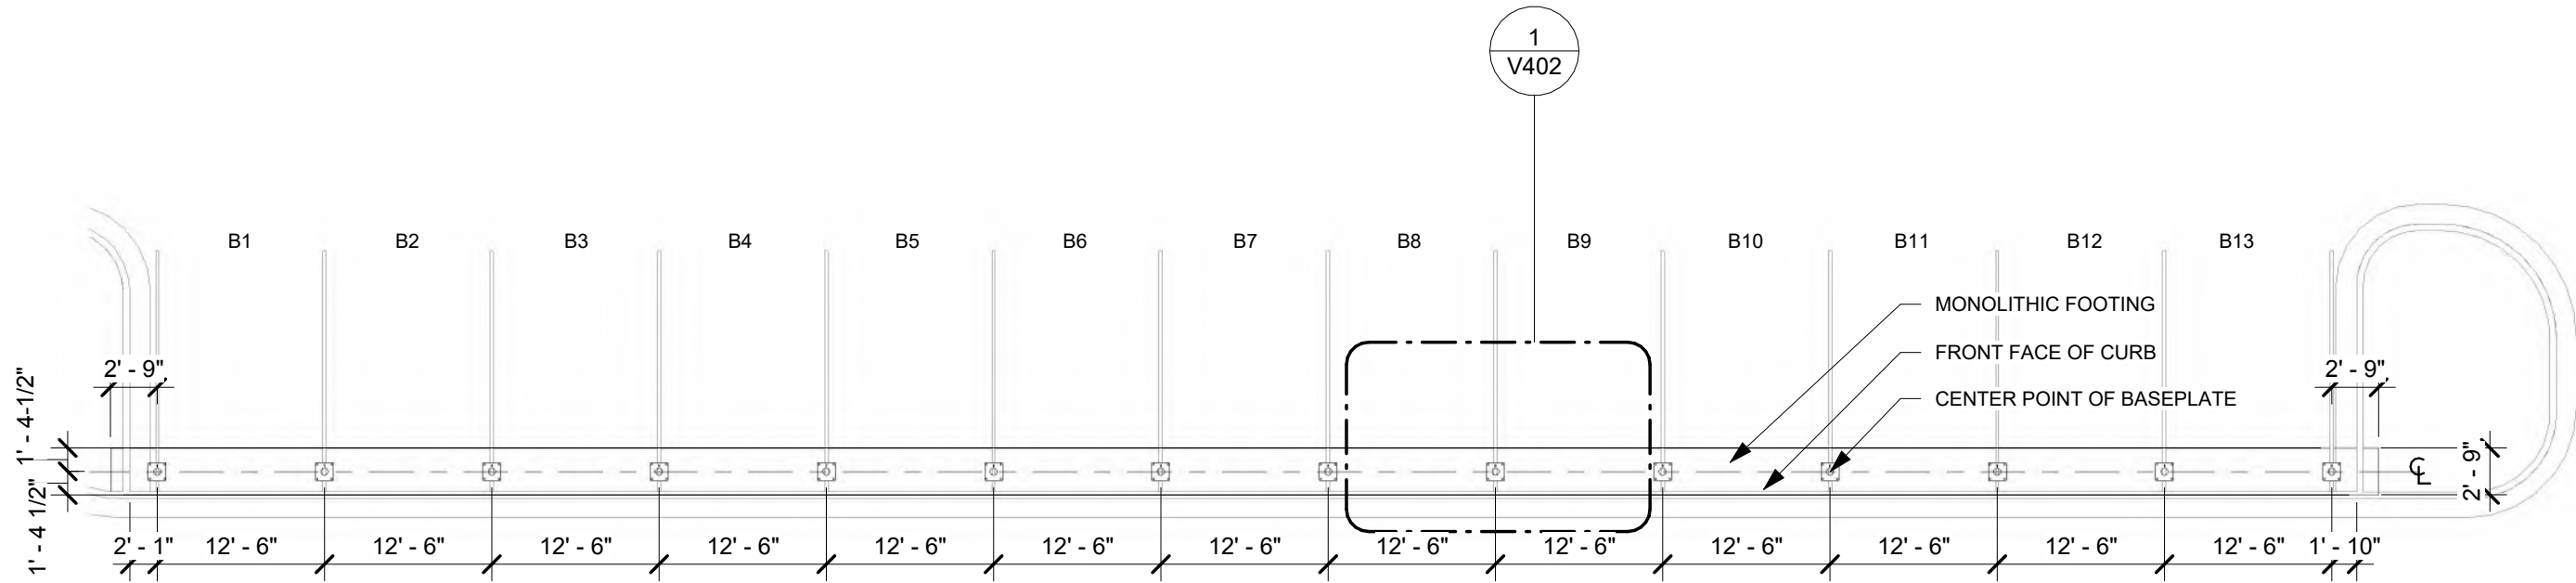 1
V402
B1 B2 B3 B4 B5 B6 B7 B8 B9 B10 B11 B12 B13
MONOLITHIC FOOTING
FRONT FACE OF CURB
CENTER POINT OF BASEPLATE
2' - 9"
2' - 9"
1' - 4-1/2"
1' - 4 1/2"
℄
2' - 9"
2' - 1" 12' - 6" 12' - 6" 12' - 6" 12' - 6" 12' - 6" 12' - 6" 12' - 6" 12' - 6" 12' - 6" 12' - 6" 12' - 6" 12' - 6" 12' - 6" 1' - 10"